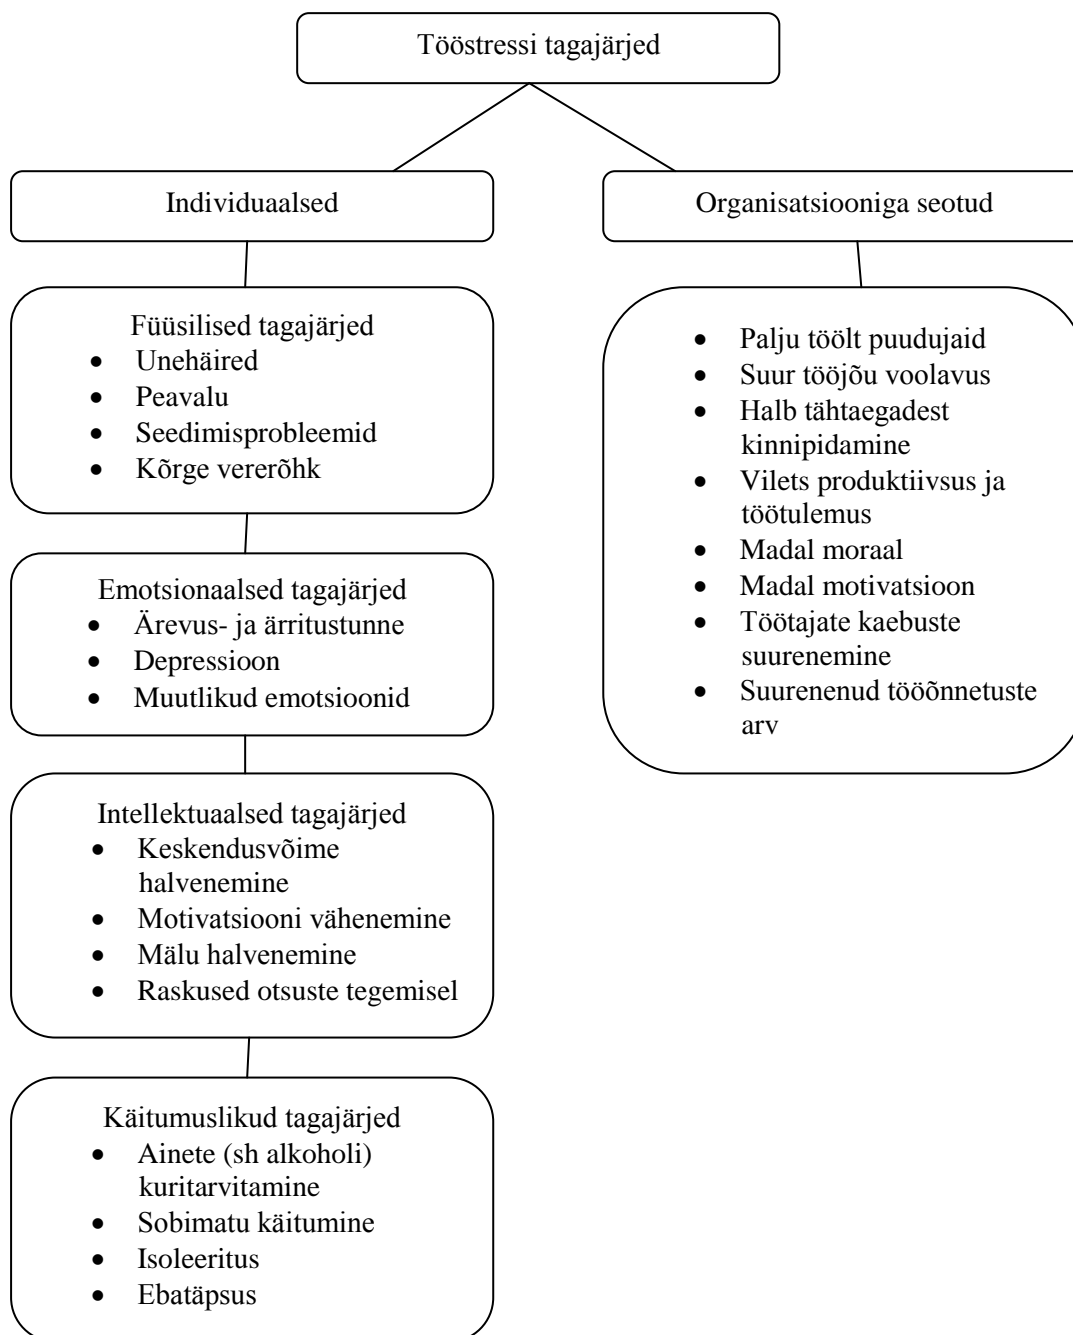 Tööstressi tagajärjed
Individuaalsed
Organisatsiooniga seotud
Füüsilised tagajärjed
• Unehäired
• Peavalu
• Seedimisprobleemid
• Kõrge vererõhk
Emotsionaalsed tagajärjed
• Ärevus- ja ärritustunne
• Depressioon
• Muutlikud emotsioonid
Intellektuaalsed tagajärjed
• Keskendusvõime
halvenemine
• Motivatsiooni vähenemine
• Mälu halvenemine
• Raskused otsuste tegemisel
Käitumuslikud tagajärjed
• Ainete (sh alkoholi)
kuritarvitamine
• Sobimatu käitumine
• Isoleeritus
• Ebatäpsus
• Palju töölt puudujaid
• Suur tööjõu voolavus
• Halb tähtaegadest
kinnipidamine
• Vilets produktiivsus ja
töötulemus
• Madal moraal
• Madal motivatsioon
• Töötajate kaebuste
suurenemine
• Suurenenud tööõnnetuste
arv